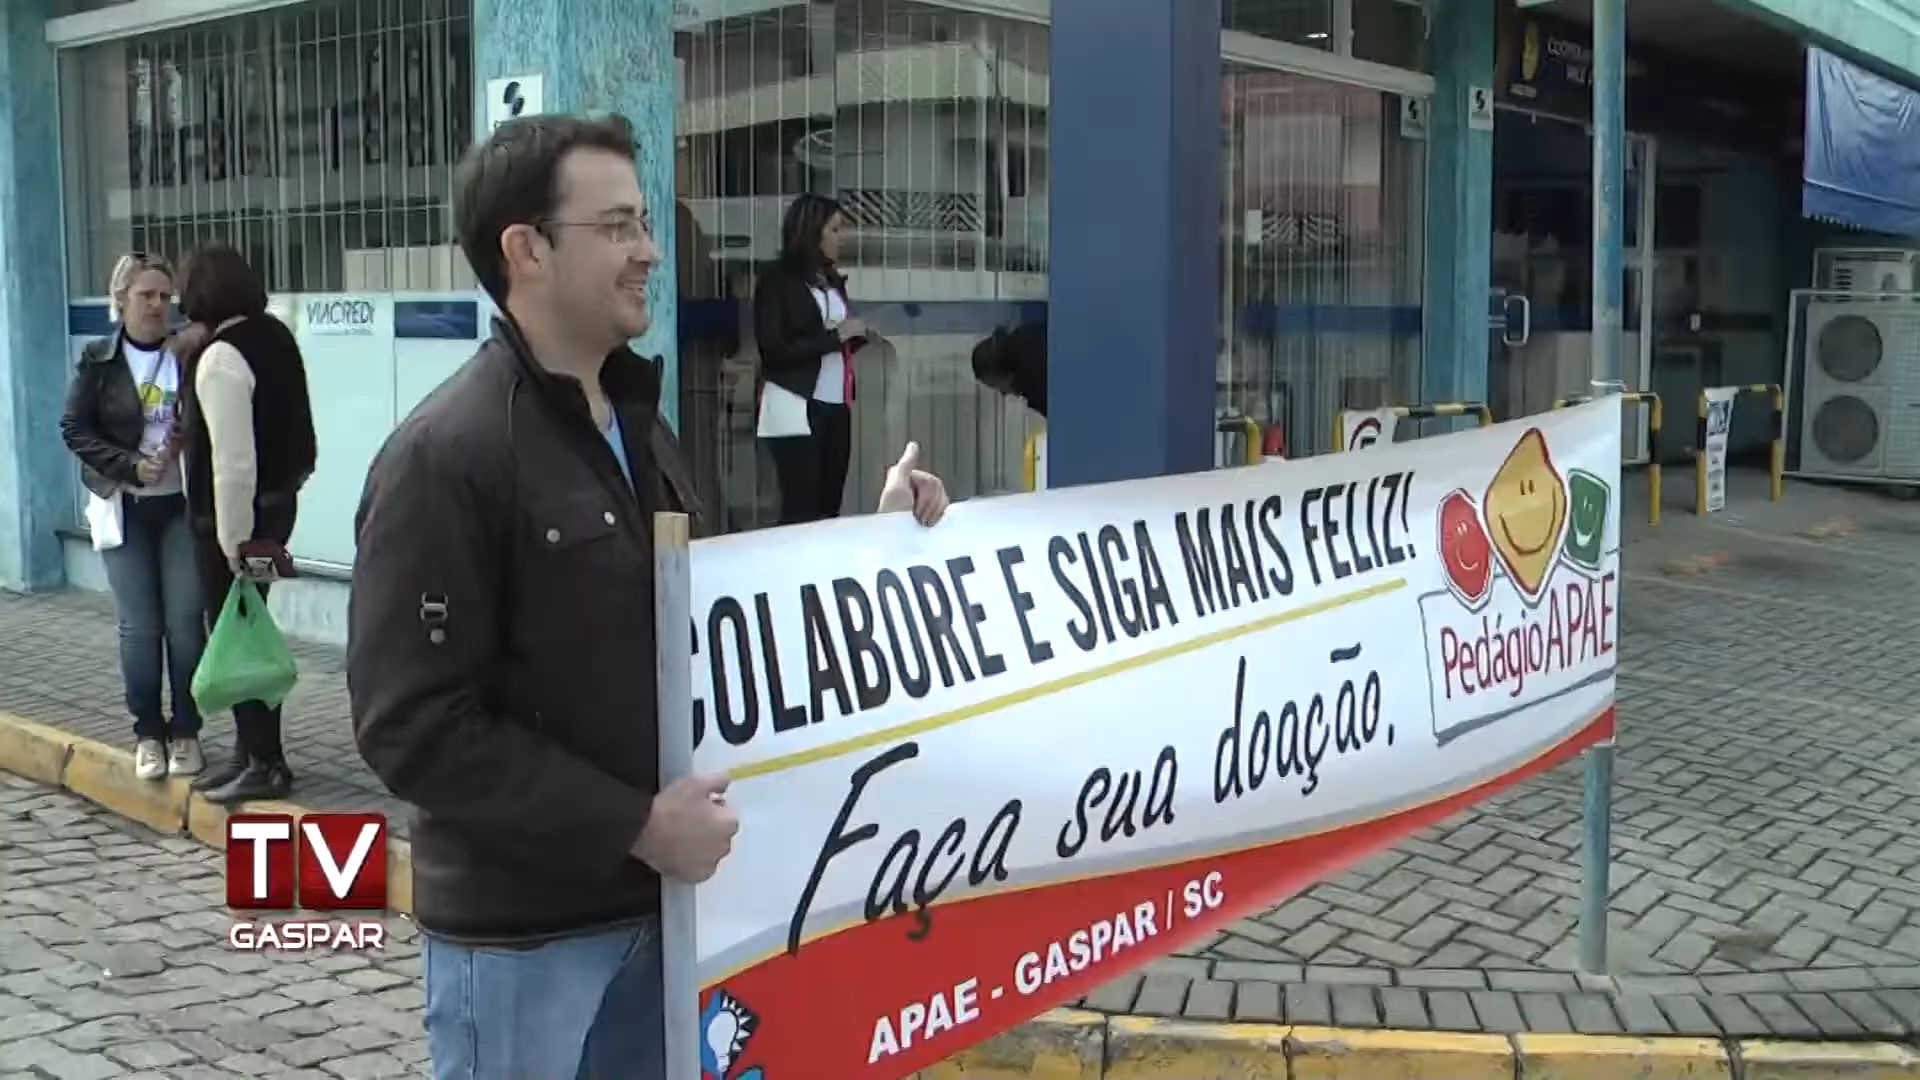 VIACREDI
COLABORE E SIGA MAIS FELIZ!
Faça sua doação.
PedágioAPAE
APAE - GASPAR / SC
TV
GASPAR